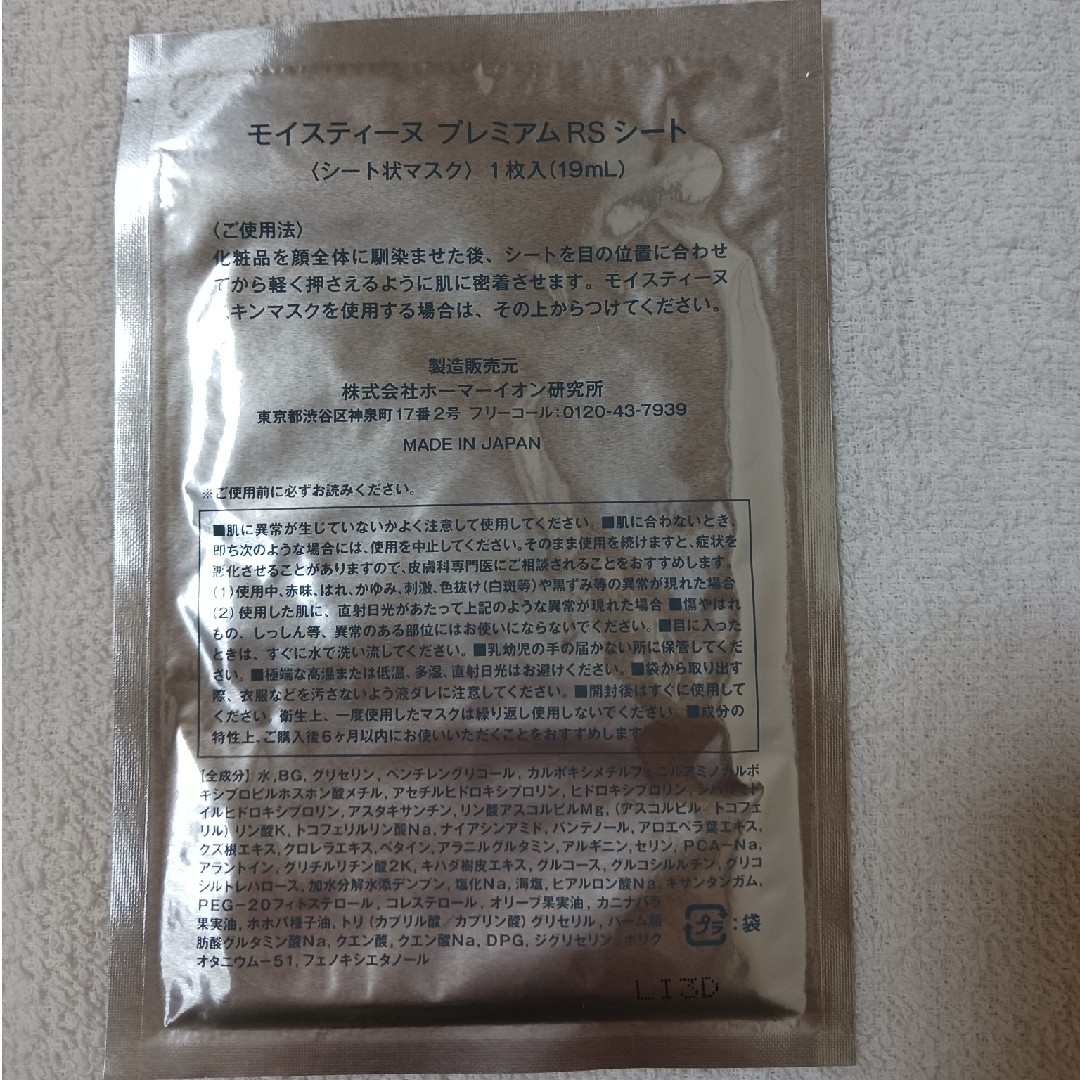 モイスティーヌ プレミアム RS シート
〈シート状マスク〉 1枚入(19mL)
〈ご使用法〉
化粧品を顔全体に馴染ませた後、シートを目の位置に合わせ
てから軽く押さえるように肌に密着させます。モイスティーヌ
スキンマスクを使用する場合は、その上からつけてください。
製造販売元
株式会社ホーマーイオン研究所
東京都渋谷区神泉町17番2号 フリーコール:0120-43-7939
MADE IN JAPAN
※ご使用前に必ずお読みください。
■肌に異常が生じていないかよく注意して使用してください。■肌に合わないとき、
即ち次のような場合には、使用を中止してください。そのまま使用を続けますと、症状を
悪化させることがありますので、皮膚科専門医にご相談されることをおすすめします。
(1)使用中、赤味、はれ、かゆみ、刺激、色抜け(白斑等)や黒ずみ等の異常が現れた場合
(2)使用した肌に、直射日光があたって上記のような異常が現れた場合 ■傷やはれ
もの、しっしん等、異常のある部位にはお使いにならないでください。■目に入った
ときは、すぐに水で洗い流してください。■乳幼児の手の届かない所に保管してくだ
さい。■極端な高温または低温、多湿、直射日光はお避けください。■袋から取り出す
際、衣服などを汚さないよう液ダレに注意してください。■開封後はすぐに使用して
ください。衛生上、一度使用したマスクは繰り返し使用しないでください。■成分の
特性上、ご購入後6ヶ月以内にお使いいただくことをおすすめします
【全成分】水,BG,グリセリン,ペンチレングリコール,カルボキシメチルフェニルアミノカルボ
キシプロピルホスホン酸メチル,アセチルヒドロキシプロリン,ヒドロキシプロリン,ジパルミト
イルヒドロキシプロリン,アスタキサンチン,リン酸アスコルビルMg,(アスコルビル/トコフェ
リル)リン酸K,トコフェリルリン酸Na,ナイアシンアミド,パンテノール,アロエベラ葉エキス,
クズ根エキス,クロレラエキス,ベタイン,アラニルグルタミン,アルギニン,セリン,PCA-Na,
アラントイン,グリチルリチン酸2K,キハダ樹皮エキス,グルコース,グルコシルルチン,グリコ
シルトレハロース,加水分解水添デンプン,塩化Na,海塩,ヒアルロン酸Na,キサンタンガム,
PEG-20フィトステロール,コレステロール,オリーブ果実油,カニナバラ
果実油,ホホバ種子油,トリ(カプリル酸/カプリン酸)グリセリル,パーム脂
肪酸グルタミン酸Na,クエン酸,クエン酸Na,DPG,ジグリセリン,ポリク
オタニウム-51,フェノキシエタノール
プラ:袋
LI3D